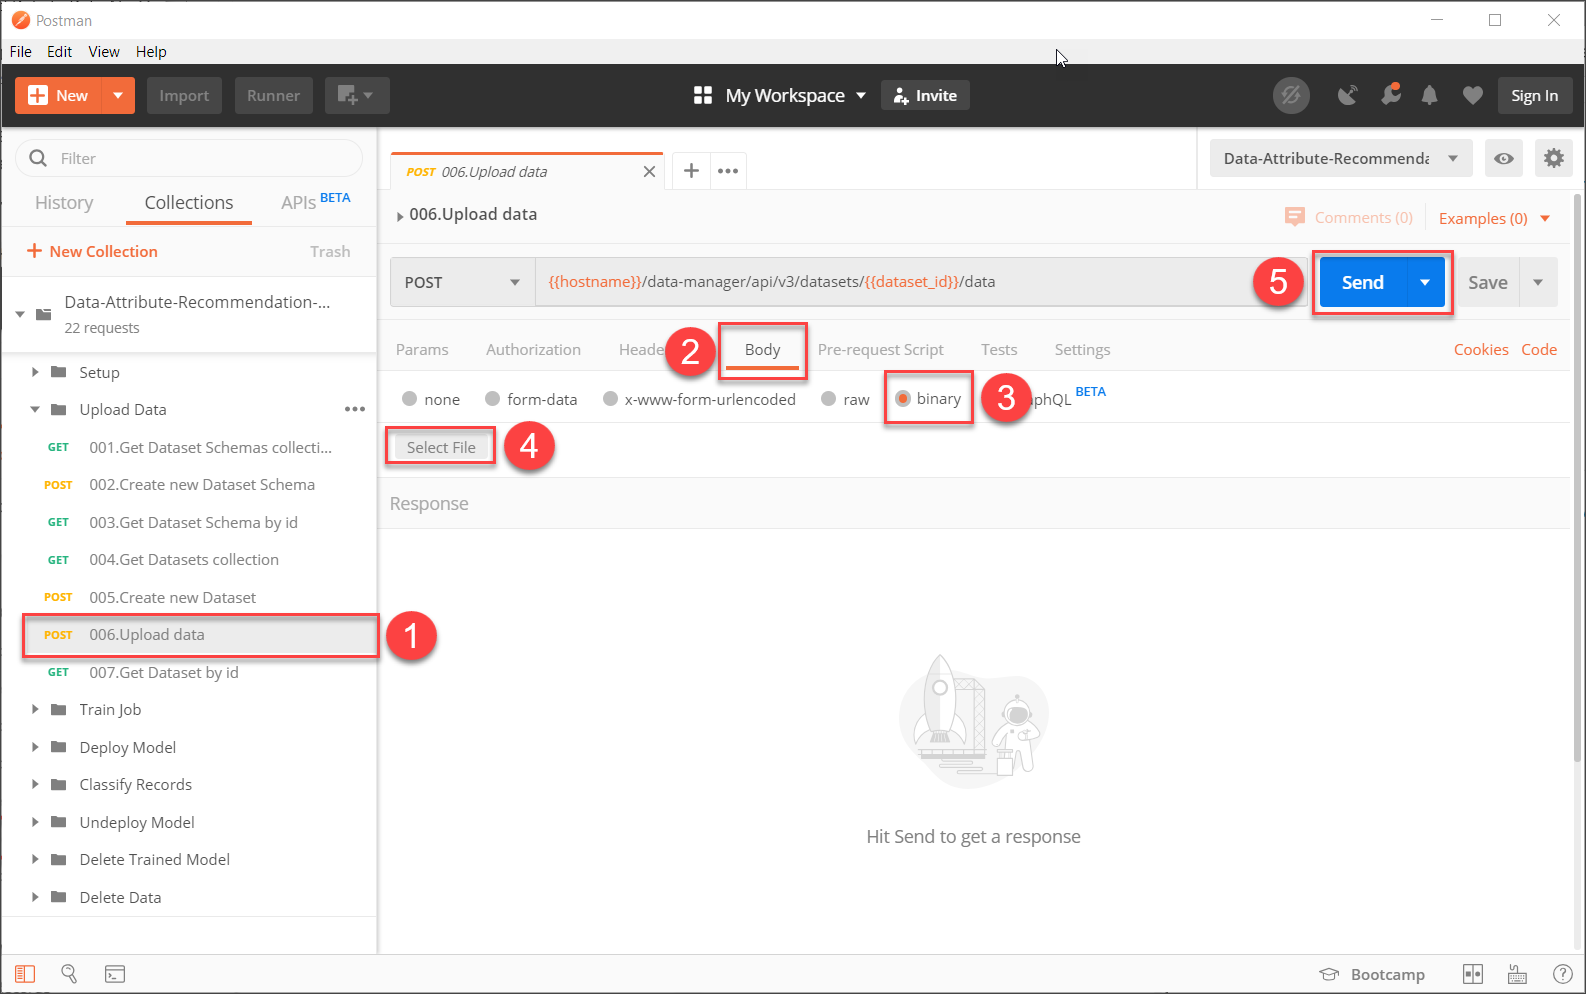 Postman
File Edit View Help
New Import Runner My Workspace Invite Sign In
Filter
History Collections APIs BETA
New Collection Trash
Data-Attribute-Recommendation-...
22 requests
Setup
Upload Data
GET 001.Get Dataset Schemas collecti...
POST 002.Create new Dataset Schema
GET 003.Get Dataset Schema by id
GET 004.Get Datasets collection
POST 005.Create new Dataset
POST 006.Upload data
1
GET 007.Get Dataset by id
Train Job
Deploy Model
Classify Records
Undeploy Model
Delete Trained Model
Delete Data
POST 006.Upload data
Data-Attribute-Recommenda
006.Upload data
Comments (0) Examples (0)
POST {{hostname}}/data-manager/api/v3/datasets/{{dataset_id}}/data 5 Send Save
Params Authorization Heade 2 Body Pre-request Script Tests Settings Cookies Code
none form-data x-www-form-urlencoded raw binary 3 phQL BETA
Select File 4
Response
Hit Send to get a response
Bootcamp